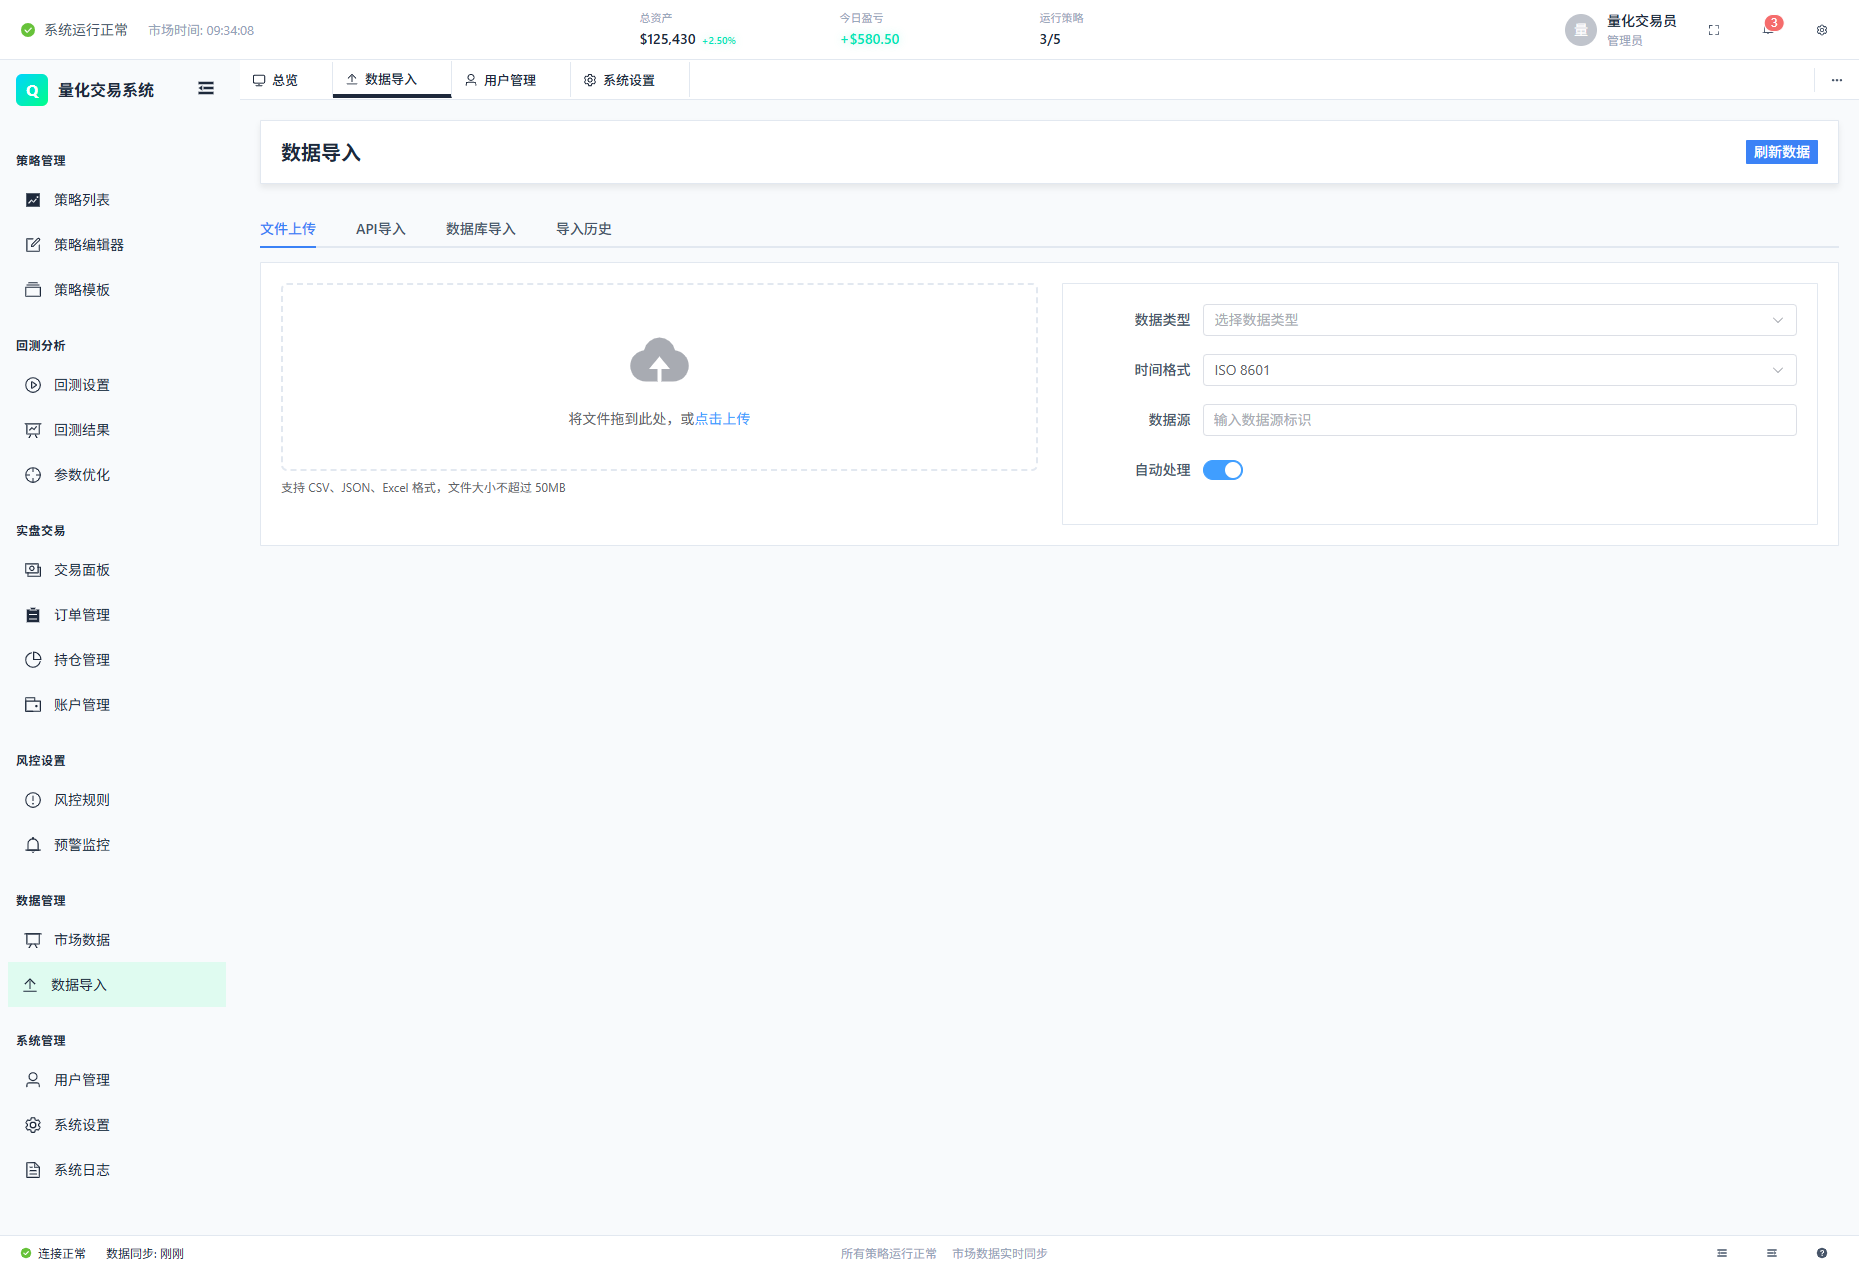 系统运行正常 市场时间: 09:34:08
总资产
$125,430 +2.50%
今日盈亏
+$580.50
运行策略
3/5
量
量化交易员
管理员
3
Q 量化交易系统
总览 数据导入 用户管理 系统设置
策略管理
策略列表
策略编辑器
策略模板
回测分析
回测设置
回测结果
参数优化
实盘交易
交易面板
订单管理
持仓管理
账户管理
风控设置
风控规则
预警监控
数据管理
市场数据
数据导入
系统管理
用户管理
系统设置
系统日志
数据导入
刷新数据
文件上传 API导入 数据库导入 导入历史
将文件拖到此处，或点击上传
支持 CSV、JSON、Excel 格式，文件大小不超过 50MB
数据类型 选择数据类型
时间格式 ISO 8601
数据源 输入数据源标识
自动处理
连接正常 数据同步: 刚刚
所有策略运行正常 市场数据实时同步